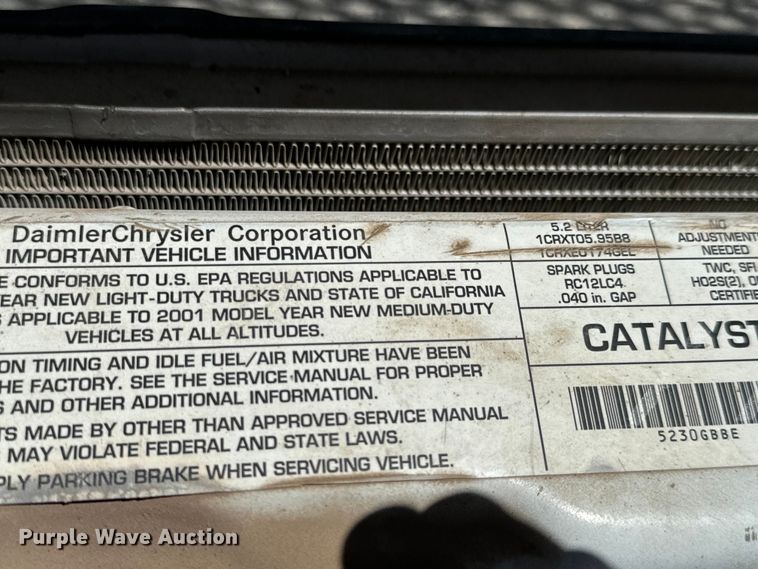 DaimlerChrysler Corporation
IMPORTANT VEHICLE INFORMATION
E CONFORMS TO U.S. EPA REGULATIONS APPLICABLE TO
EAR NEW LIGHT-DUTY TRUCKS AND STATE OF CALIFORNIA
S APPLICABLE TO 2001 MODEL YEAR NEW MEDIUM-DUTY
VEHICLES AT ALL ALTITUDES.
ON TIMING AND IDLE FUEL/AIR MIXTURE HAVE BEEN
HE FACTORY. SEE THE SERVICE MANUAL FOR PROPER
S AND OTHER ADDITIONAL INFORMATION.
TS MADE BY OTHER THAN APPROVED SERVICE MANUAL
MAY VIOLATE FEDERAL AND STATE LAWS.
PLY PARKING BRAKE WHEN SERVICING VEHICLE.
5.2 LITER
1CRXT05.95B8
1CRXE0174GEL
SPARK PLUGS
RC12LC4
.040 in. GAP
NO
ADJUSTMENT
NEEDED
TWC, SFI
HO2S(2), O
CERTIFI
CATALYST
5230GBBE
Purple Wave Auction